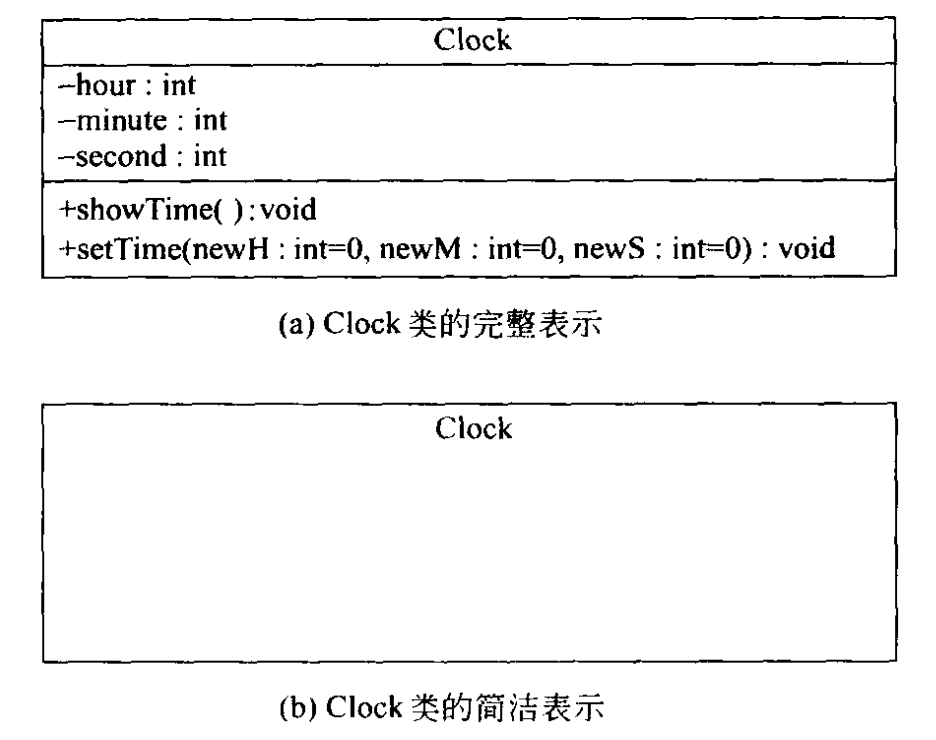 Clock
–hour : int
–minute : int
–second : int
+showTime( ):void
+setTime(newH : int=0, newM : int=0, newS : int=0) : void
(a) Clock 类的完整表示
Clock
(b) Clock 类的简洁表示